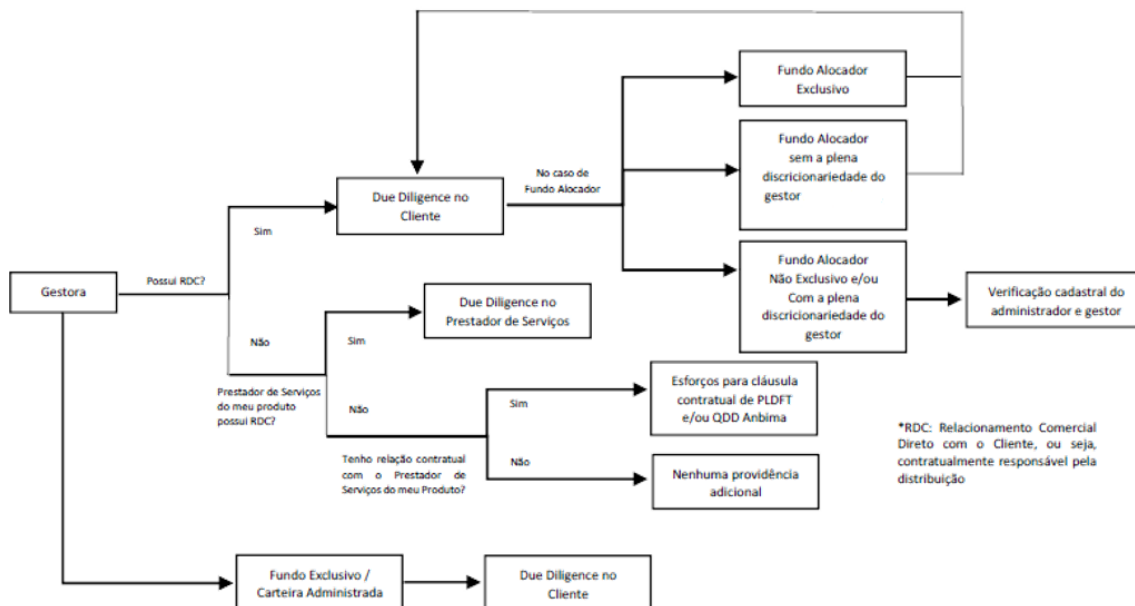 Fundo Alocador
Exclusivo
Fundo Alocador
sem a plena
discricionariedade do
gestor
No caso de
Fundo Alocador
Due Diligence no
Cliente
Sim
Fundo Alocador
Não Exclusivo e/ou
Com a plena
discricionariedade do
gestor
Verificação cadastral do
administrador e gestor
Gestora
Possui RDC?
Due Diligence no
Prestador de Serviços
Não
Sim
Prestador de Serviços
do meu produto
possui RDC?
Não
Sim
Esforços para cláusula
contratual de PLDFT
e/ou QDD Anbima
*RDC: Relacionamento Comercial
Direto com o Cliente, ou seja,
contratualmente responsável pela
distribuição
Tenho relação contratual
com o Prestador de
Serviços do meu Produto?
Não
Nenhuma providência
adicional
Fundo Exclusivo /
Carteira Administrada
Due Diligence no
Cliente